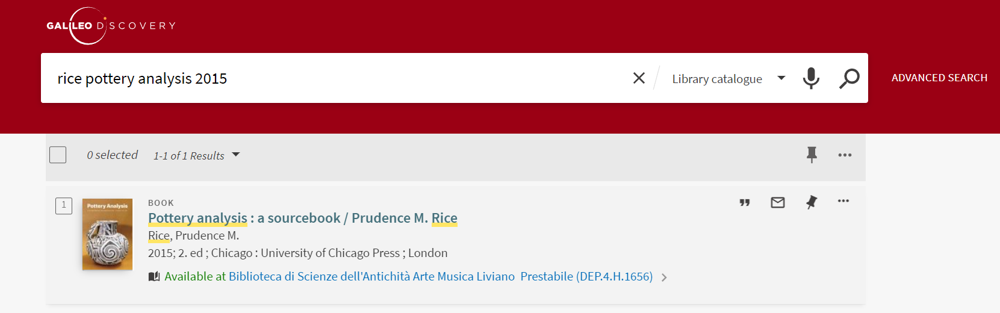 GALILEO DISCOVERY
rice pottery analysis 2015
Library catalogue
ADVANCED SEARCH
0 selected
1-1 of 1 Results
1
Pottery Analysis
BOOK
Pottery analysis : a sourcebook / Prudence M. Rice
Rice, Prudence M.
2015; 2. ed ; Chicago : University of Chicago Press ; London
Available at Biblioteca di Scienze dell'Antichità Arte Musica Liviano Prestabile (DEP.4.H.1656)